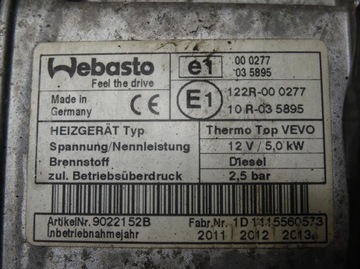 Webasto
Feel the drive
e1
00 0277
03 5895
Made in
Germany
CE
E1
122R-00 0277
10 R-03 5895
HEIZGERÄT Typ
Thermo Top VEVO
Spannung/Nennleistung
12 V / 5,0 kW
Brennstoff
Diesel
zul. Betriebsüberdruck
2,5 bar
ArtikelNr. 9022152B
Fabr.Nr. 1D1115560573
Inbetriebnahmejahr
2011 2012 2013